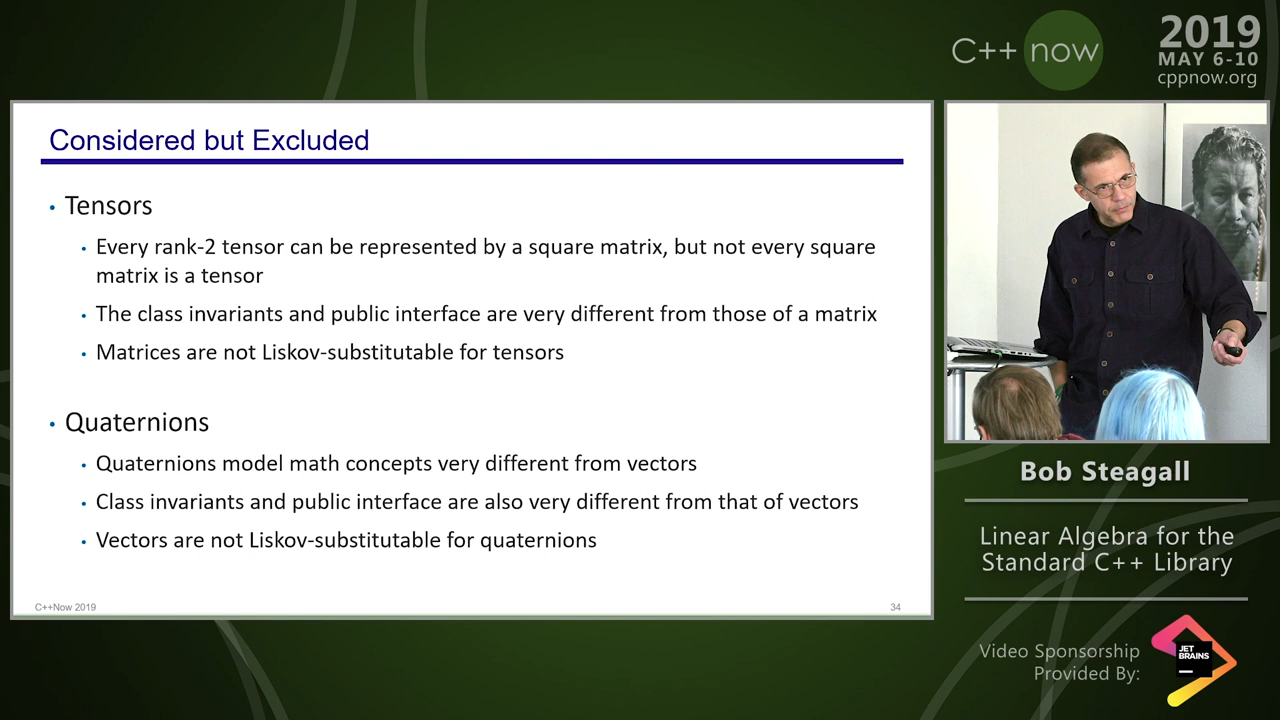 C++ now
2019
MAY 6-10
cppnow.org
Considered but Excluded
• Tensors
• Every rank-2 tensor can be represented by a square matrix, but not every square
matrix is a tensor
• The class invariants and public interface are very different from those of a matrix
• Matrices are not Liskov-substitutable for tensors
• Quaternions
• Quaternions model math concepts very different from vectors
• Class invariants and public interface are also very different from that of vectors
• Vectors are not Liskov-substitutable for quaternions
C++Now 2019
34
Bob Steagall
Linear Algebra for the
Standard C++ Library
Video Sponsorship
Provided By:
JET
BRAINS